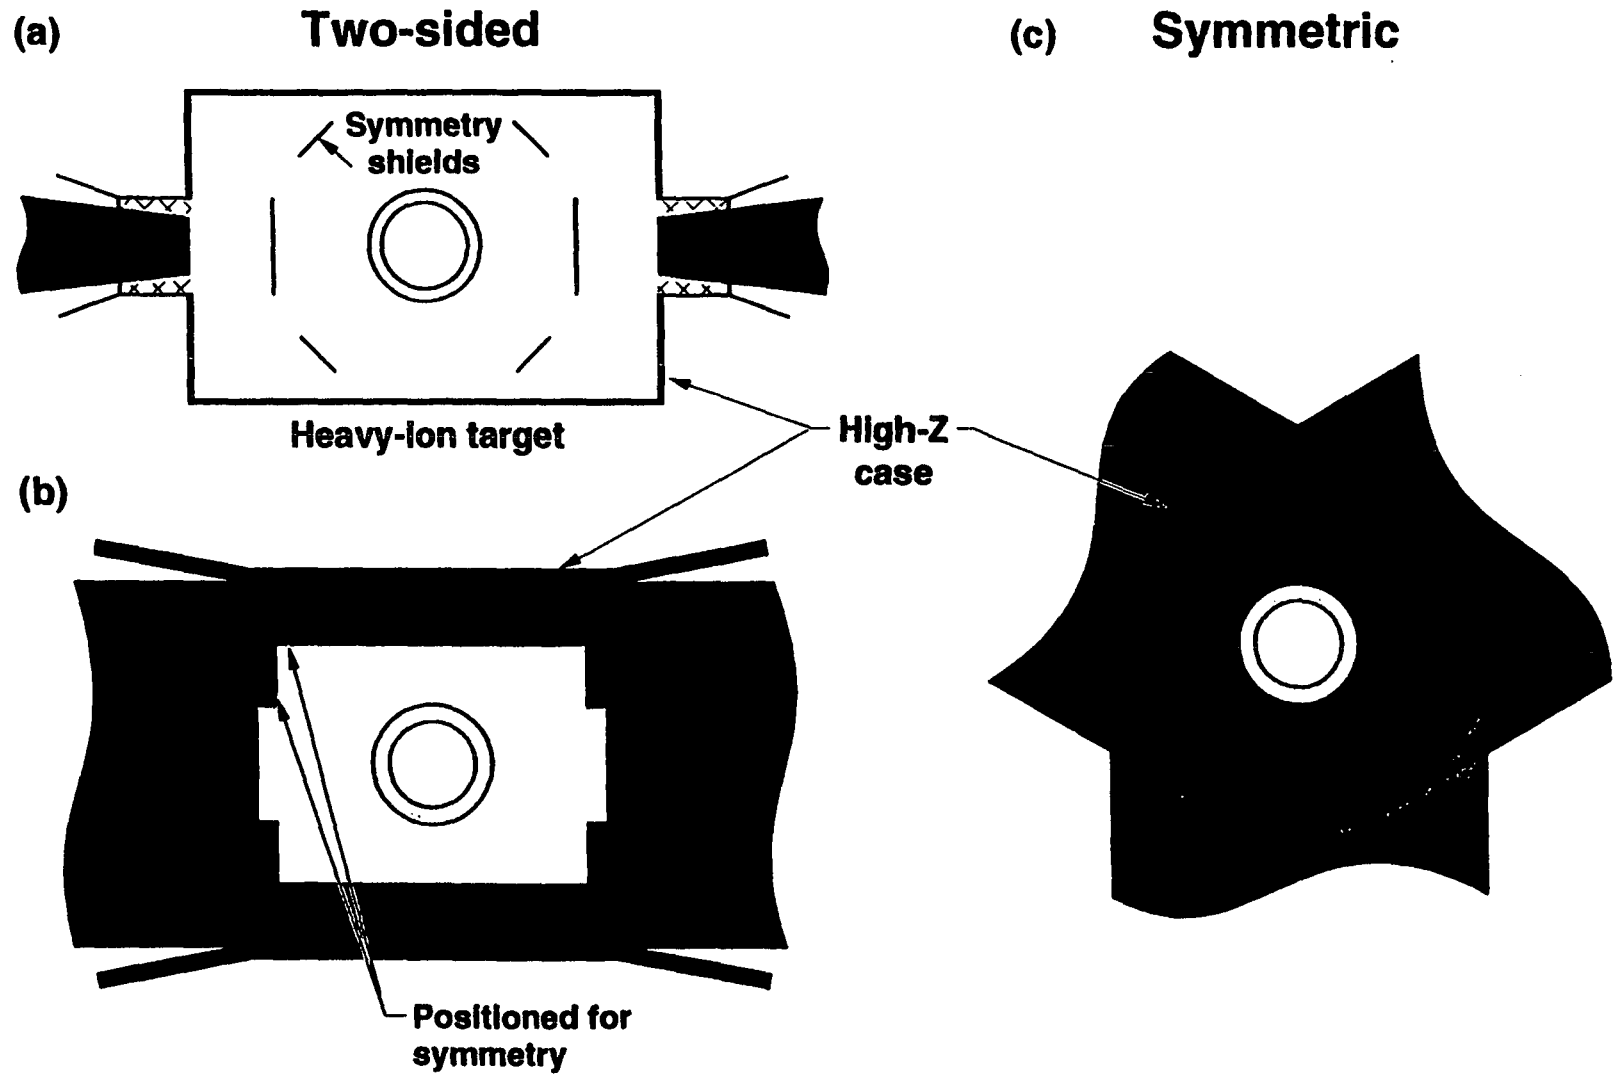 (a) Two-sided
Symmetry
shields
Heavy-ion target
(b)
Positioned for
symmetry
High-Z
case
(c) Symmetric